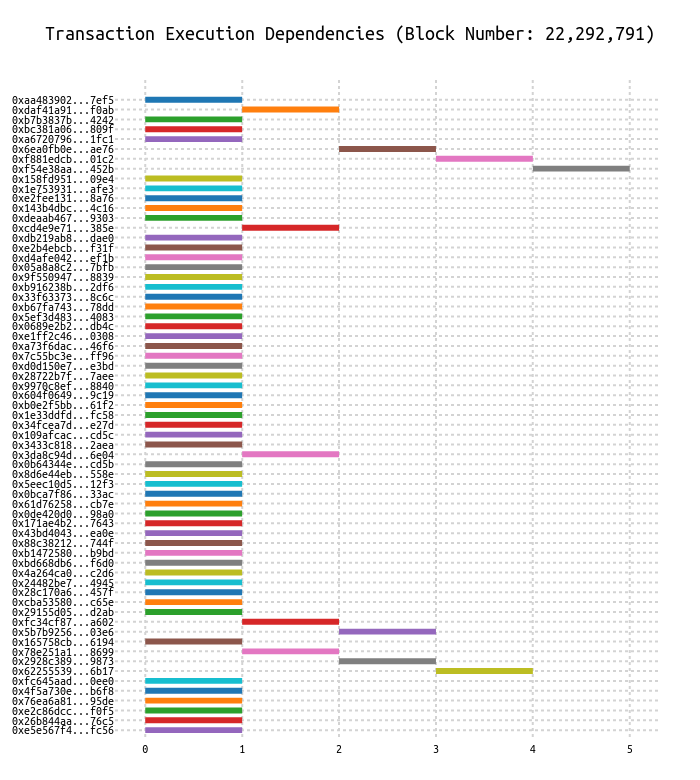 Transaction Execution Dependencies (Block Number: 22,292,791)
0xaa483902...7ef5
0xdaf41a91...f0ab
0xb7b3837b...4242
0xbc381a06...809f
0xa6720796...1fc1
0x6ea0fb0e...ae76
0xf881edcb...01c2
0xf54e38aa...452b
0x158fd951...09e4
0x1e753931...afe3
0xe2fee131...8a76
0x143b4dbc...4c16
0xdeaab467...9303
0xcd4e9e71...385e
0xdb219ab8...dae0
0xe2b4ebcb...f31f
0xd4afe042...ef1b
0x05a8a8c2...7bfb
0x9f550947...8839
0xb916238b...2df6
0x33f63373...8c6c
0xb67fa743...78dd
0x5ef3d483...4083
0x0689e2b2...db4c
0xe1ff2c46...0308
0xa73f6dac...46f6
0x7c55bc3e...ff96
0xd0d150e7...e3bd
0x28722b7f...7aee
0x9970c8ef...8840
0x604f0649...9c19
0xb0e2f5bb...61f2
0x1e33ddfd...fc58
0x34fcea7d...e27d
0x109afcac...cd5c
0x3433c818...2aea
0x3da8c94d...6e04
0x0b64344e...cd5b
0x8d6e44eb...558e
0x5eec10d5...12f3
0x0bca7f86...33ac
0x61d76258...cb7e
0x0de420d0...98a0
0x171ae4b2...7643
0x43bd4043...ea0e
0x88c38212...744f
0xb1472580...b9bd
0xbd668db6...f6d0
0x4a264ca0...c2d6
0x24482be7...4945
0x28c170a6...457f
0xcba53580...c65e
0x29155d05...d2ab
0xfc34cf87...a602
0x5b7b9256...03e6
0x165758cb...6194
0x78e251a1...8699
0x2928c389...9873
0x62255539...6b17
0xfc645aad...0ee0
0x4f5a730e...b6f8
0x76ea6a81...95de
0xe2c86dcc...f0f5
0x26b844aa...76c5
0xe5e567f4...fc56
0 1 2 3 4 5